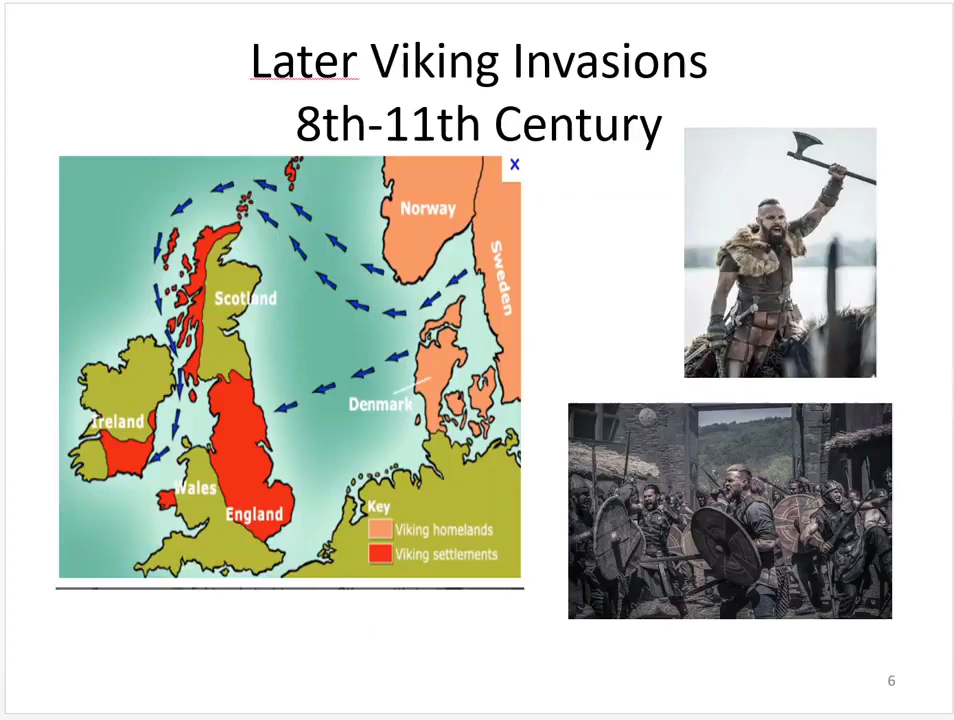 Later Viking Invasions
8th-11th Century
X
Norway
Sweden
Scotland
Denmark
Ireland
Wales
England
Key
Viking homelands
Viking settlements
6